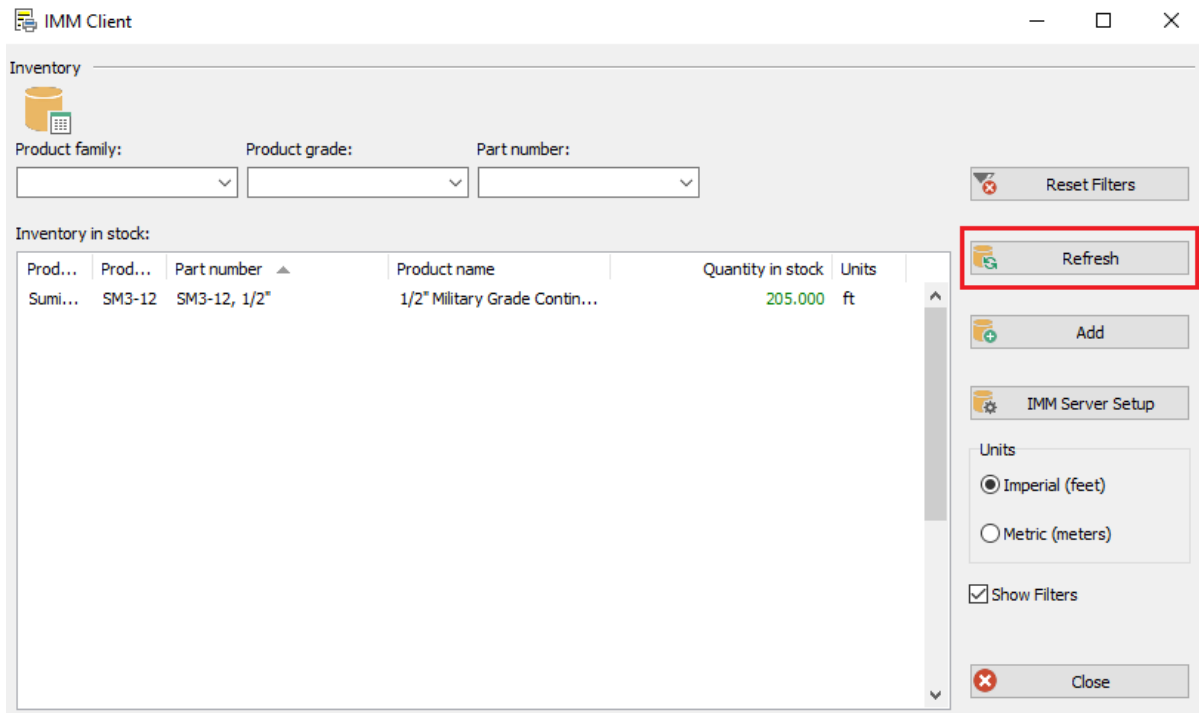 IMM Client
Inventory
Product family: Product grade: Part number:
Reset Filters
Inventory in stock:
Refresh
Prod... Prod... Part number Product name Quantity in stock Units
Sumi... SM3-12 SM3-12, 1/2" 1/2" Military Grade Contin... 205.000 ft
Add
IMM Server Setup
Units
Imperial (feet)
Metric (meters)
Show Filters
Close